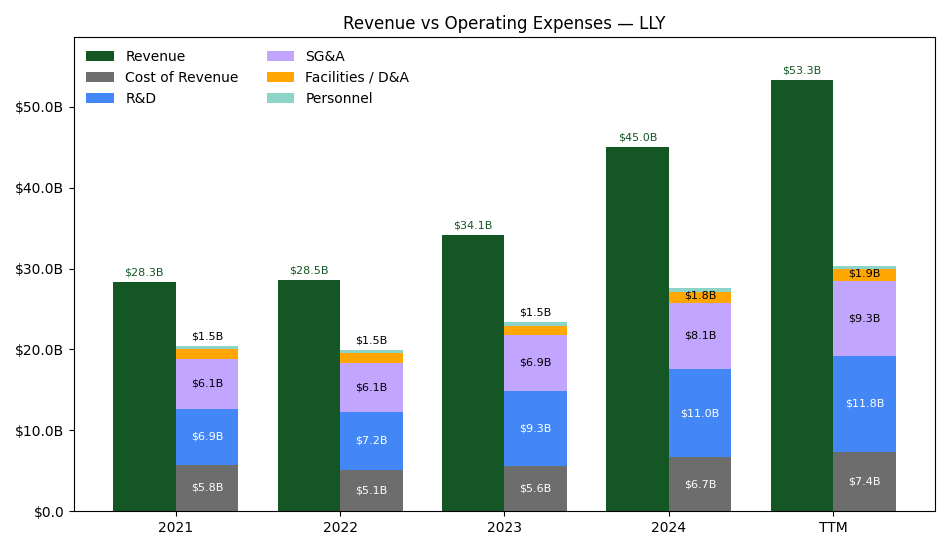 Revenue vs Operating Expenses — LLY
Revenue
Cost of Revenue
R&D
SG&A
Facilities / D&A
Personnel
$50.0B
$40.0B
$30.0B
$20.0B
$10.0B
$0.0
$28.3B
$1.5B
$6.1B
$6.9B
$5.8B
$28.5B
$1.5B
$6.1B
$7.2B
$5.1B
$34.1B
$1.5B
$6.9B
$9.3B
$5.6B
$45.0B
$1.8B
$8.1B
$11.0B
$6.7B
$53.3B
$1.9B
$9.3B
$11.8B
$7.4B
2021
2022
2023
2024
TTM